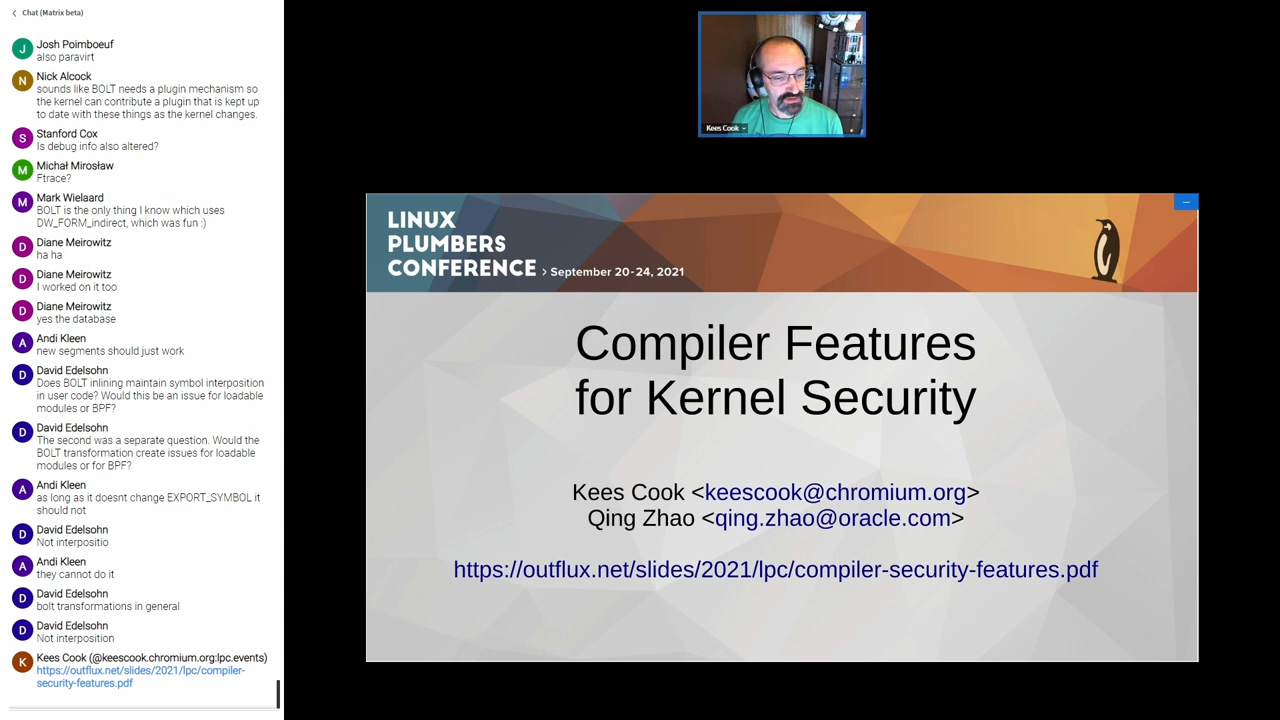 Chat (Matrix beta)
Josh Poimboeuf
also paravirt
Nick Alcock
sounds like BOLT needs a plugin mechanism so
the kernel can contribute a plugin that is kept up
to date with these things as the kernel changes.
Stanford Cox
Is debug info also altered?
Michał Mirosław
Ftrace?
Mark Wielaard
BOLT is the only thing I know which uses
DW_FORM_indirect, which was fun :)
Diane Meirowitz
ha ha
Diane Meirowitz
I worked on it too
Diane Meirowitz
yes the database
Andi Kleen
new segments should just work
David Edelsohn
Does BOLT inlining maintain symbol interposition
in user code? Would this be an issue for loadable
modules or BPF?
David Edelsohn
The second was a separate question. Would the
BOLT transformation create issues for loadable
modules or for BPF?
Andi Kleen
as long as it doesnt change EXPORT_SYMBOL it
should not
David Edelsohn
Not interpositio
Andi Kleen
they cannot do it
David Edelsohn
bolt transformations in general
David Edelsohn
Not interposition
Kees Cook (@keescook.chromium.org:lpc.events)
https://outflux.net/slides/2021/lpc/compiler-
security-features.pdf
J
N
S
M
M
D
D
D
A
D
D
A
D
A
D
D
K
Kees Cook
LINUX
PLUMBERS
CONFERENCE > September 20-24, 2021
Compiler Features
for Kernel Security
Kees Cook <keescook@chromium.org>
Qing Zhao <qing.zhao@oracle.com>
https://outflux.net/slides/2021/lpc/compiler-security-features.pdf